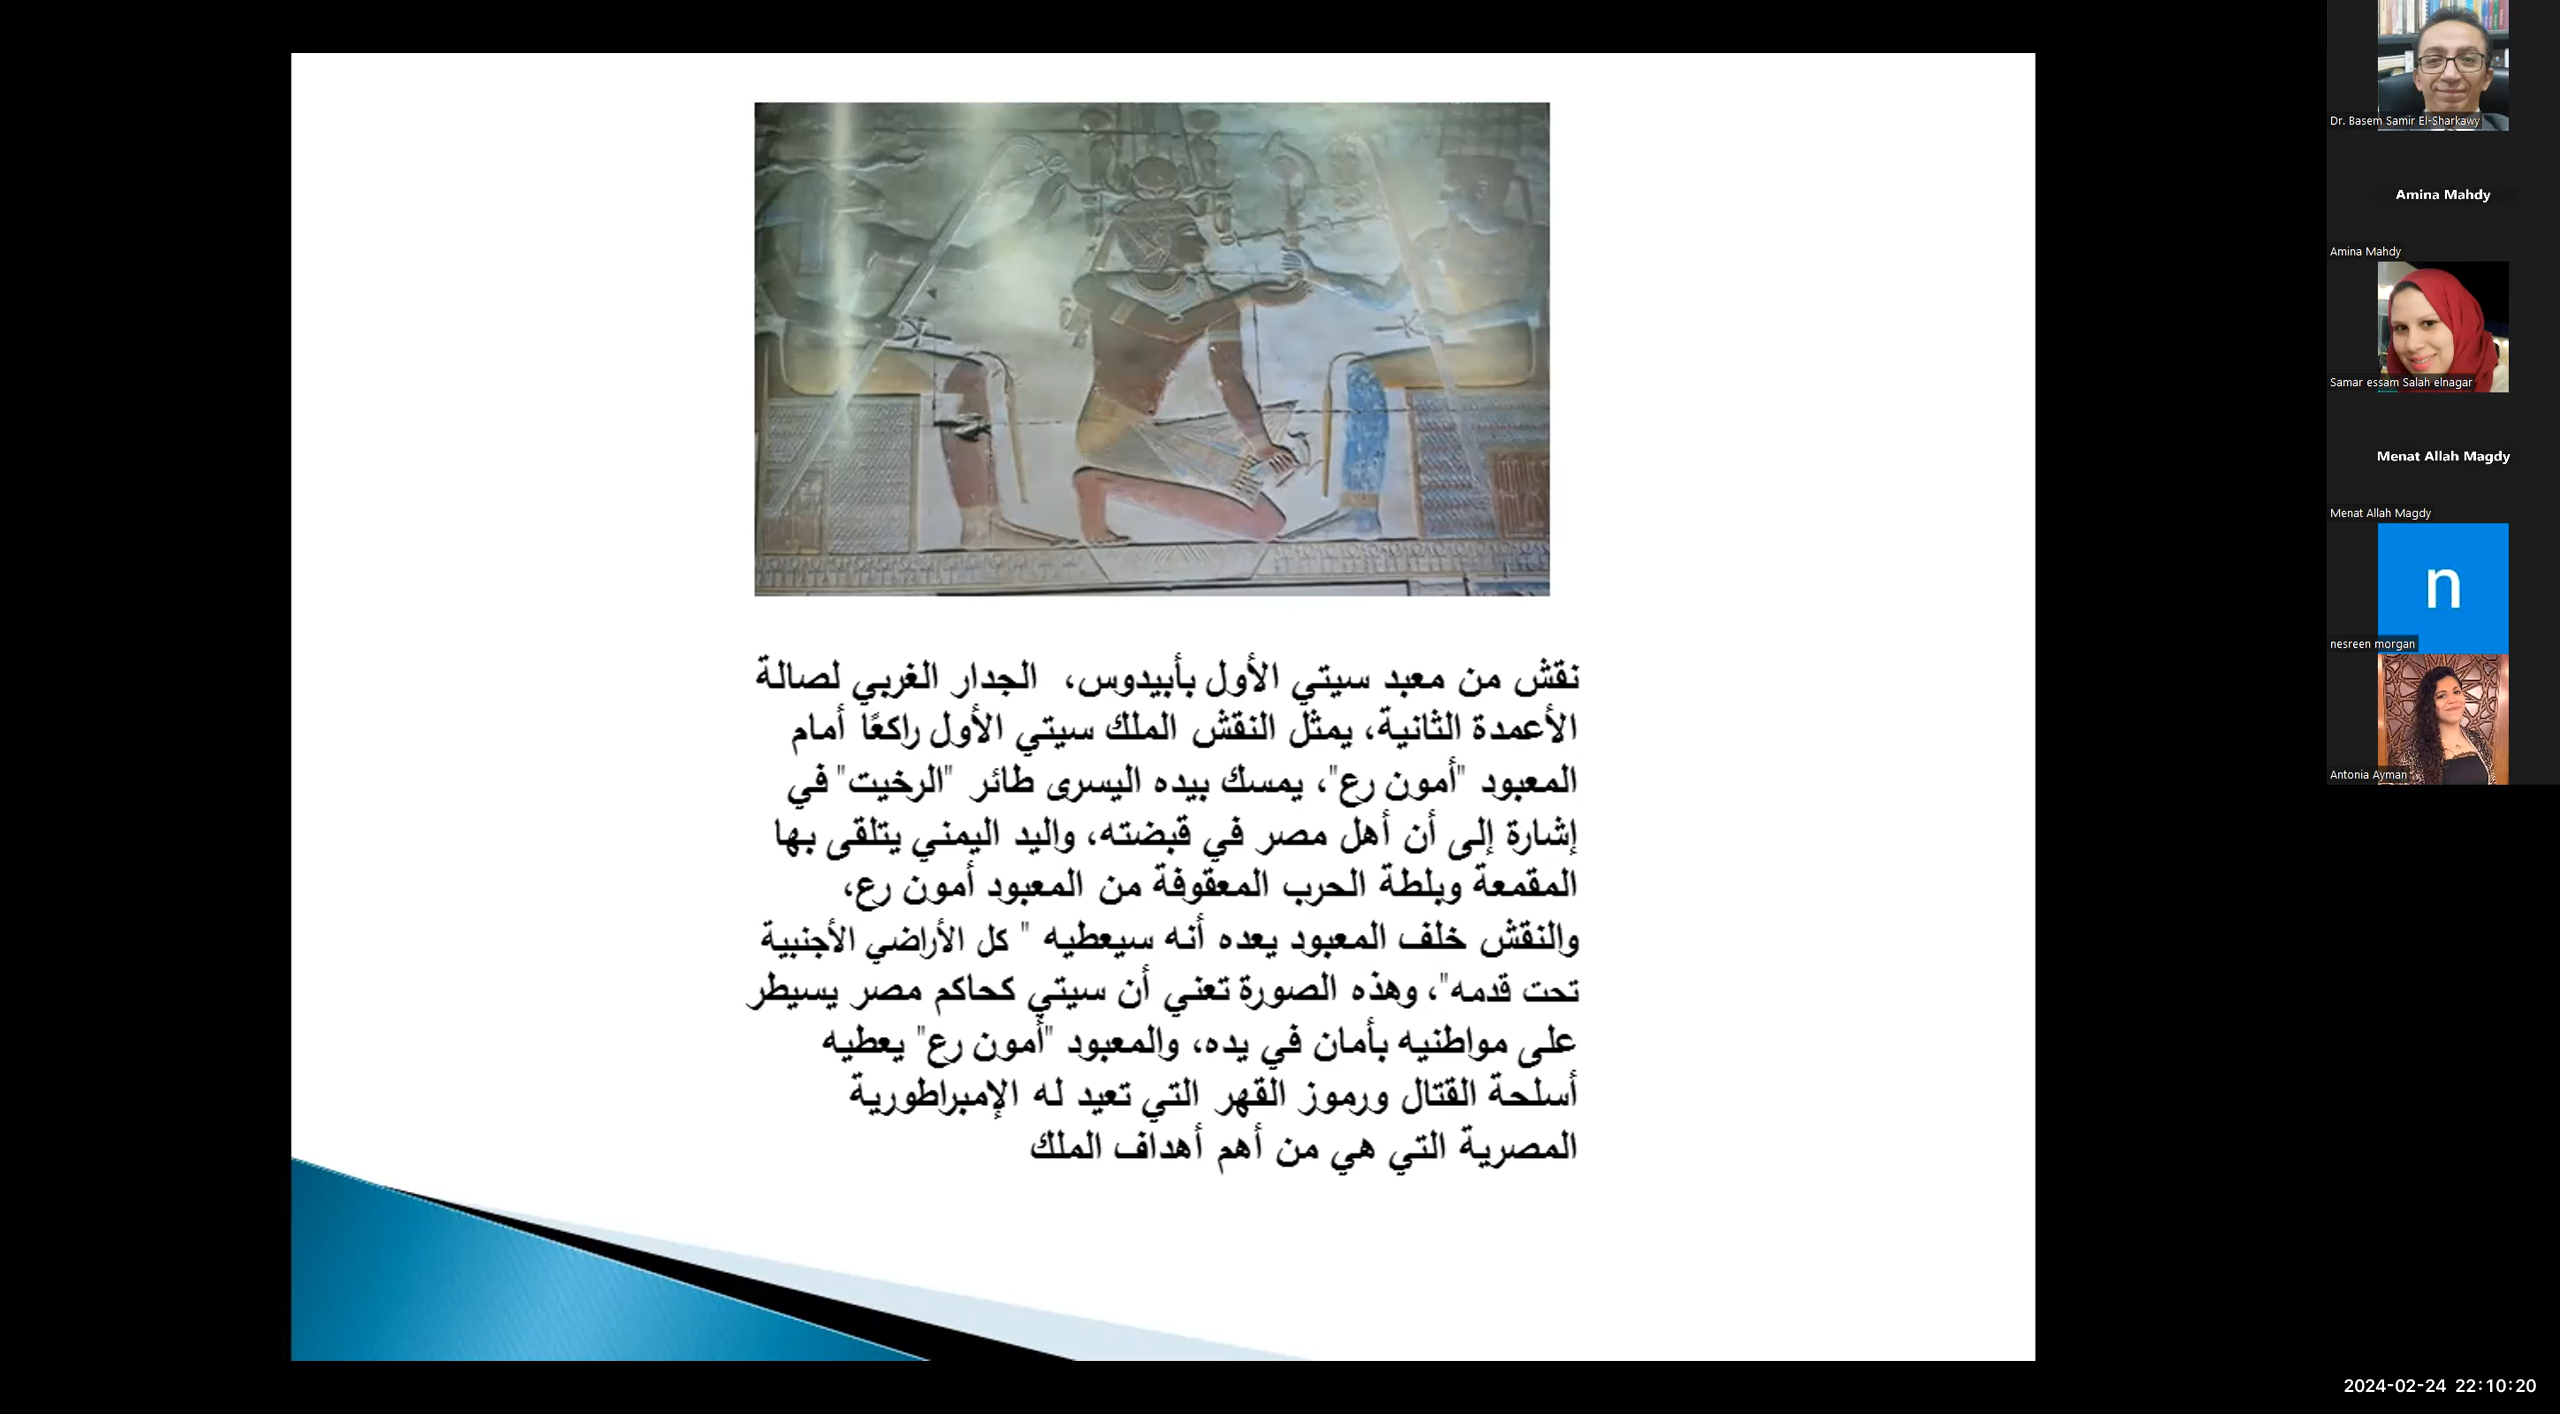 نقش من معبد سيتي الأول بأبيدوس، الجدار الغربي لصالة
الأعمدة الثانية، يمثل النقش الملك سيتي الأول راكعًا أمام
المعبود "أمون رع"، يمسك بيده اليسرى طائر "الرخيت" في
إشارة إلى أن أهل مصر في قبضته، واليد اليمني يتلقى بها
المقمعة وبلطة الحرب المعقوفة من المعبود أمون رع،
والنقش خلف المعبود يعده أنه سيعطيه " كل الأراضي الأجنبية
تحت قدمه"، وهذه الصورة تعني أن سيتي كحاكم مصر يسيطر
على مواطنيه بأمان في يده، والمعبود "أمون رع" يعطيه
أسلحة القتال ورموز القهر التي تعيد له الإمبراطورية
المصرية التي هي من أهم أهداف الملك
Dr. Basem Samir El-Sharkawy
Amina Mahdy
Amina Mahdy
Samar essam Salah elnagar
Menat Allah Magdy
Menat Allah Magdy
n
nesreen morgan
Antonia Ayman
2024-02-24 22:10:20